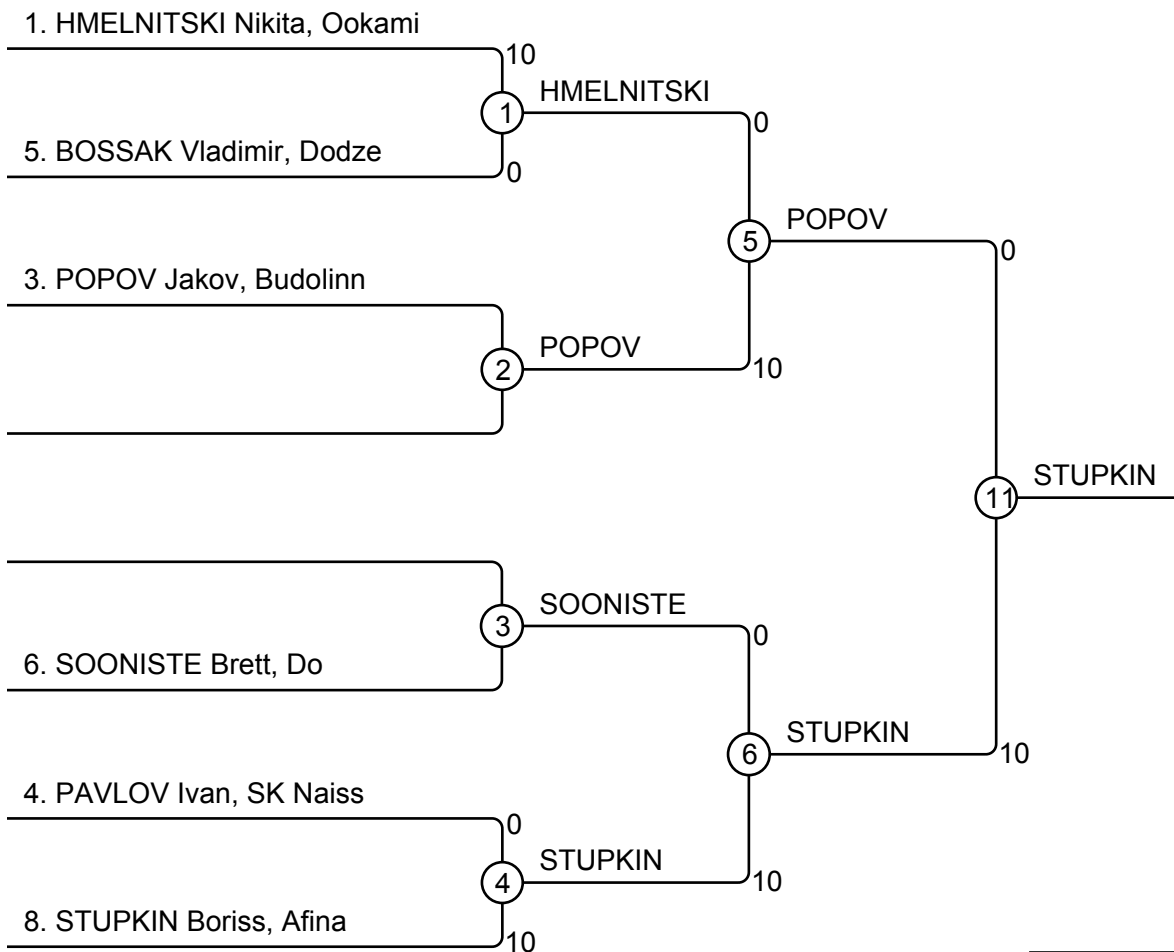 1. HMELNITSKI Nikita, Ookami
10
1
HMELNITSKI
0
5. BOSSAK Vladimir, Dodze
0
5
POPOV
0
3. POPOV Jakov, Budolinn
2
POPOV
10
11
STUPKIN
3
SOONISTE
0
6. SOONISTE Brett, Do
6
STUPKIN
10
4. PAVLOV Ivan, SK Naiss
0
4
STUPKIN
10
8. STUPKIN Boriss, Afina
10